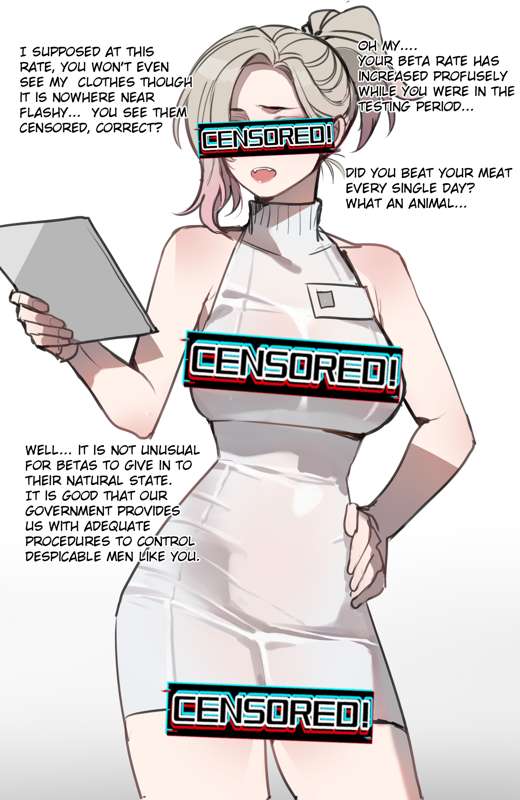 I SUPPOSED AT THIS
RATE, YOU WON'T EVEN
SEE MY CLOTHES THOUGH
IT IS NOWHERE NEAR
FLASHY... YOU SEE THEM
CENSORED, CORRECT?
OH MY....
YOUR BETA RATE HAS
INCREASED PROFUSELY
WHILE YOU WERE IN THE
TESTING PERIOD...
CENSORED!
DID YOU BEAT YOUR MEAT
EVERY SINGLE DAY?
WHAT AN ANIMAL...
CENSORED!
WELL... IT IS NOT UNUSUAL
FOR BETAS TO GIVE IN TO
THEIR NATURAL STATE.
IT IS GOOD THAT OUR
GOVERNMENT PROVIDES
US WITH ADEQUATE
PROCEDURES TO CONTROL
DESPICABLE MEN LIKE YOU.
CENSORED!